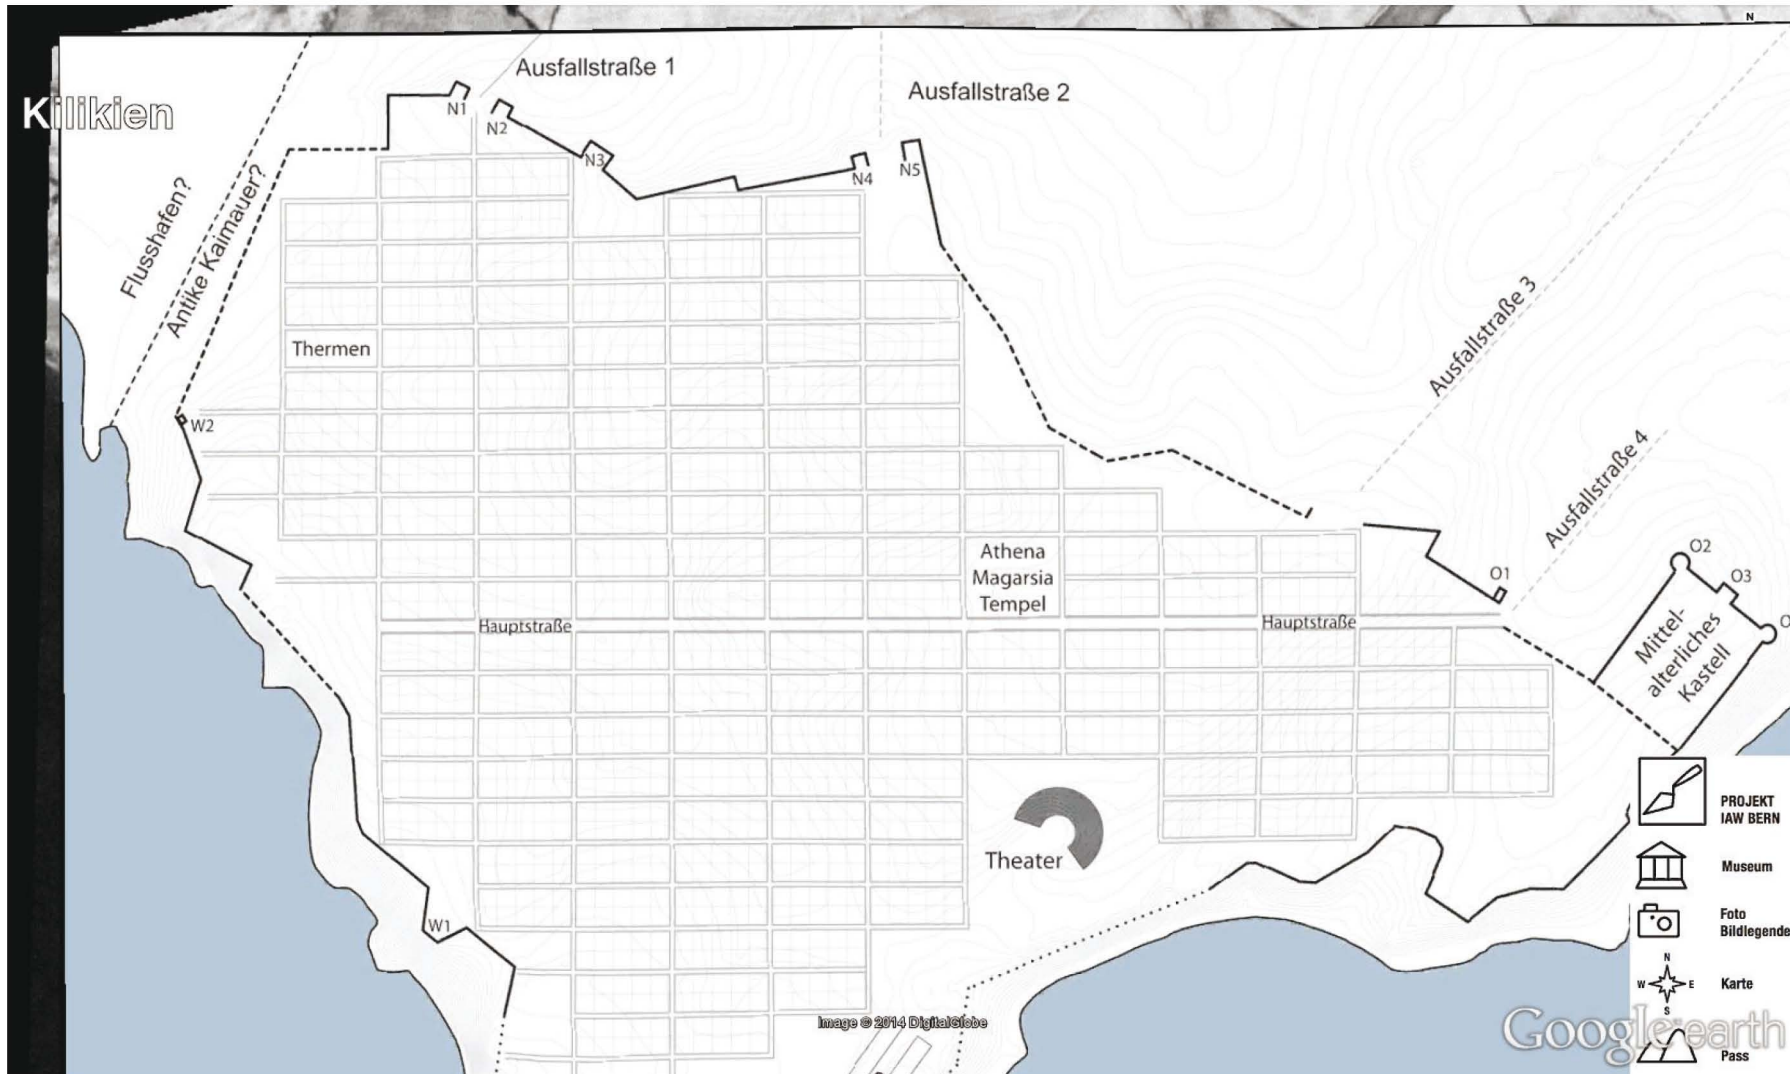 N
Kilikien
Ausfallstraße 1
Ausfallstraße 2
N1
N2
N3
N4
N5
Flusshafen?
Antike Kaimauer?
Ausfallstraße 3
Thermen
W2
Ausfallstraße 4
Athena
Magarsia
Tempel
O1
O2
O3
Hauptstraße
Hauptstraße
Mittel-
alterliches
Kastell
Theater
W1
PROJEKT
IAW BERN
Museum
Foto
Bildlegende
N
W E
S
Karte
Pass
Image © 2014 DigitalGlobe
Google earth